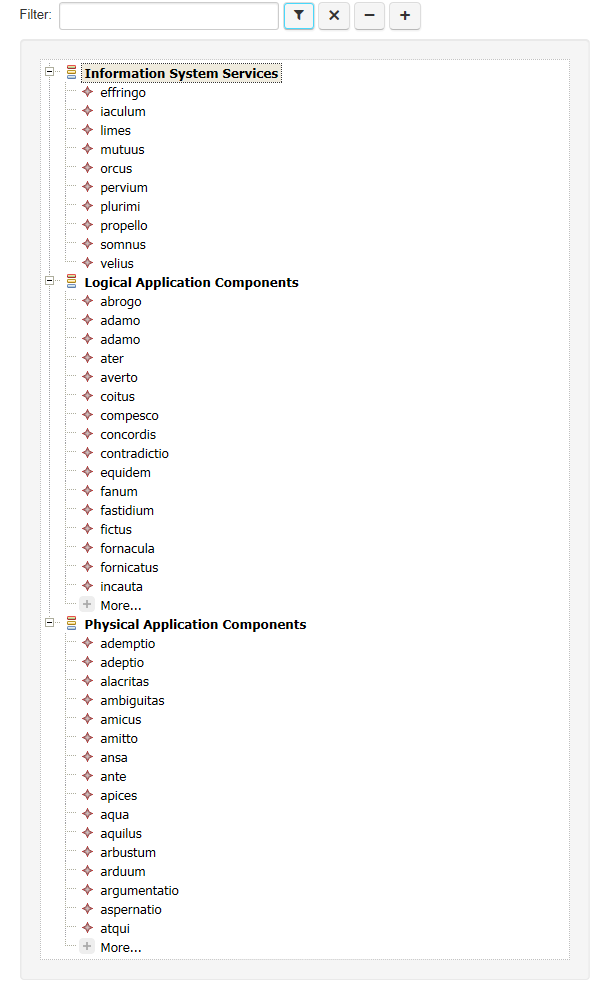 Filter:
Information System Services
effringo
iaculum
limes
mutuus
orcus
pervium
plurimi
propello
somnus
velius
Logical Application Components
abrogo
adamo
adamo
ater
averto
coitus
compesco
concordis
contradictio
equidem
fanum
fastidium
fictus
fornacula
fornicatus
incauta
More...
Physical Application Components
ademptio
adeptio
alacritas
ambiguitas
amicus
amitto
ansa
ante
apices
aqua
aquilus
arbustum
arduum
argumentatio
aspernatio
atqui
More...